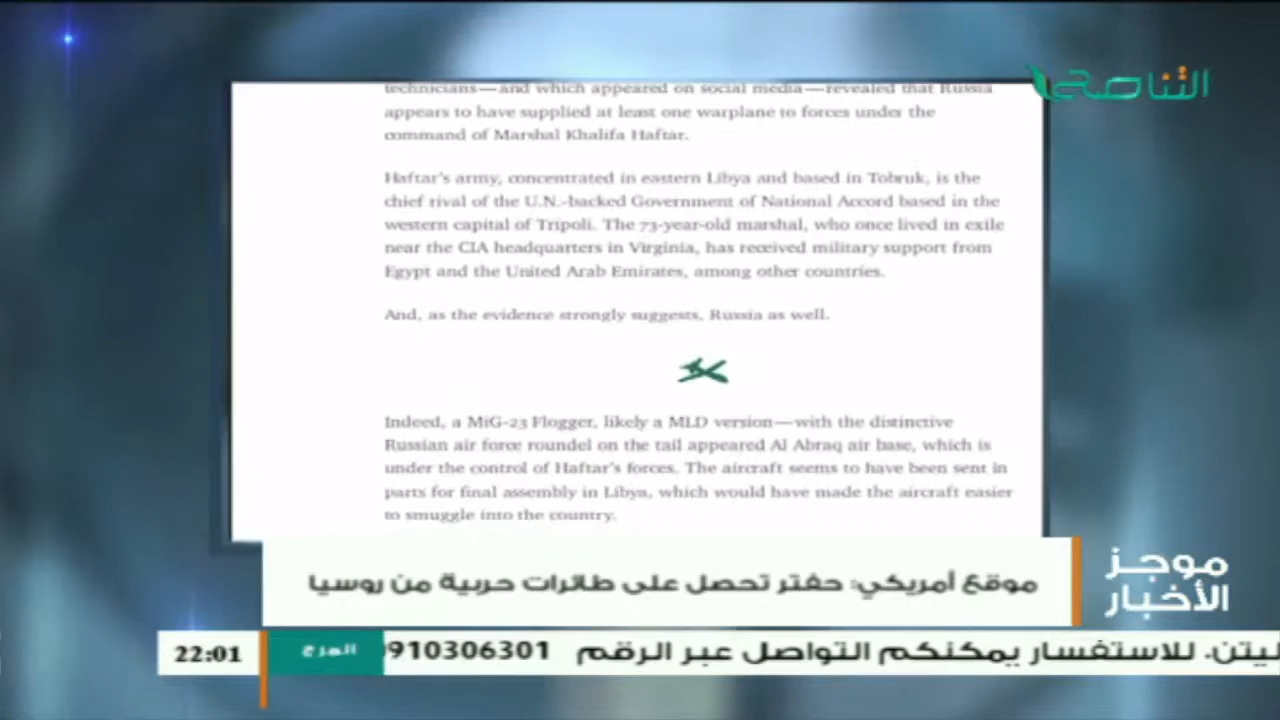 التناصح
technicians—and which appeared on social media—revealed that Russia
appears to have supplied at least one warplane to forces under the
command of Marshal Khalifa Haftar.
Haftar's army, concentrated in eastern Libya and based in Tobruk, is the
chief rival of the U.N.-backed Government of National Accord based in the
western capital of Tripoli. The 73-year-old marshal, who once lived in exile
near the CIA headquarters in Virginia, has received military support from
Egypt and the United Arab Emirates, among other countries.
And, as the evidence strongly suggests, Russia as well.
Indeed, a MiG-23 Flogger, likely a MLD version—with the distinctive
Russian air force roundel on the tail appeared Al Abraq air base, which is
under the control of Haftar's forces. The aircraft seems to have been sent in
parts for final assembly in Libya, which would have made the aircraft easier
to smuggle into the country.
موجز
الأخبار
موقع أمريكي: حفتر تحصل على طائرات حربية من روسيا
ليتن. للاستفسار يمكنكم التواصل عبر الرقم 910306301
المرج
22:01